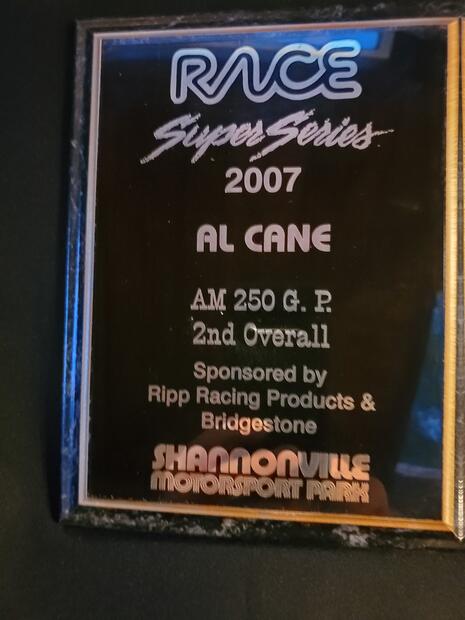 RACE
Super Series
2007
AL CANE
AM 250 G. P.
2nd Overall
Sponsored by
Ripp Racing Products &
Bridgestone
SHANNONVILLE
MOTORSPORT PARK